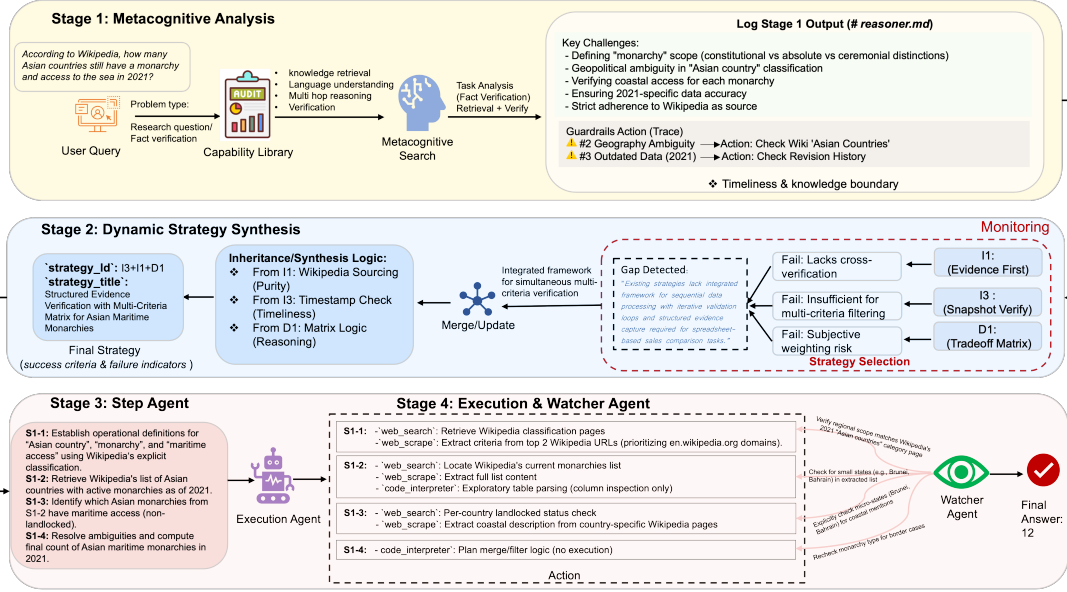 Stage 1: Metacognitive Analysis
According to Wikipedia, how many
Asian countries still have a monarchy
and access to the sea in 2021?
User Query
Problem type:
Research question/
Fact verification
AUDIT
Capability Library
• knowledge retrieval
• Language understanding
• Multi hop reasoning
• Verification
Metacognitive
Search
Task Analysis
(Fact Verification)
Retrieval + Verify
Log Stage 1 Output (# reasoner.md)
Key Challenges:
- Defining "monarchy" scope (constitutional vs absolute vs ceremonial distinctions)
- Geopolitical ambiguity in "Asian country" classification
- Verifying coastal access for each monarchy
- Ensuring 2021-specific data accuracy
- Strict adherence to Wikipedia as source
Guardrails Action (Trace)
#2 Geography Ambiguity → Action: Check Wiki 'Asian Countries'
#3 Outdated Data (2021) → Action: Check Revision History
❖ Timeliness & knowledge boundary
Stage 2: Dynamic Strategy Synthesis
Monitoring
`strategy_Id`: I3+I1+D1
`strategy_title`:
Structured Evidence
Verification with Multi-Criteria
Matrix for Asian Maritime
Monarchies
Final Strategy
(success criteria & failure indicators )
Inheritance/Synthesis Logic:
❖ From I1: Wikipedia Sourcing
(Purity)
❖ From I3: Timestamp Check
(Timeliness)
❖ From D1: Matrix Logic
(Reasoning)
Merge/Update
Integrated framework
for simultaneous multi-
criteria verification
Gap Detected:
"Existing strategies lack integrated
framework for sequential data
processing with iterative validation
loops and structured evidence
capture required for spreadsheet-
based sales comparison tasks."
Fail: Lacks cross-
verification
Fail: Insufficient for
multi-criteria filtering
Fail: Subjective
weighting risk
I1:
(Evidence First)
I3 :
(Snapshot Verify)
D1:
(Tradeoff Matrix)
Strategy Selection
Stage 3: Step Agent
S1-1: Establish operational definitions for
"Asian country", "monarchy", and "maritime
access" using Wikipedia's explicit
classification.
S1-2: Retrieve Wikipedia's list of Asian
countries with active monarchies as of 2021.
S1-3: Identify which Asian monarchies from
S1-2 have maritime access (non-
landlocked).
S1-4: Resolve ambiguities and compute
final count of Asian maritime monarchies in
2021.
Execution Agent
Stage 4: Execution & Watcher Agent
S1-1: -`web_search`: Retrieve Wikipedia classification pages
-`web_scrape`: Extract criteria from top 2 Wikipedia URLs (prioritizing en.wikipedia.org domains).
S1-2: -`web_search`: Locate Wikipedia's current monarchies list
-`web_scrape`: Extract full list content
-`code_interpreter`: Exploratory table parsing (column inspection only)
S1-3: -`web_search`: Per-country landlocked status check
-`web_scrape`: Extract coastal description from country-specific Wikipedia pages
S1-4: - code_interpreter`: Plan merge/filter logic (no execution)
Action
Verify regional scope matches Wikipedia's
2021 "Asian countries" category page
Check for small states (e.g., Brunei,
Bahrain) in extracted list
Explicitly check micro-states (Brunei,
Bahrain) for coastal mentions
Recheck monarchy type for border cases
Watcher
Agent
Final
Answer:
12